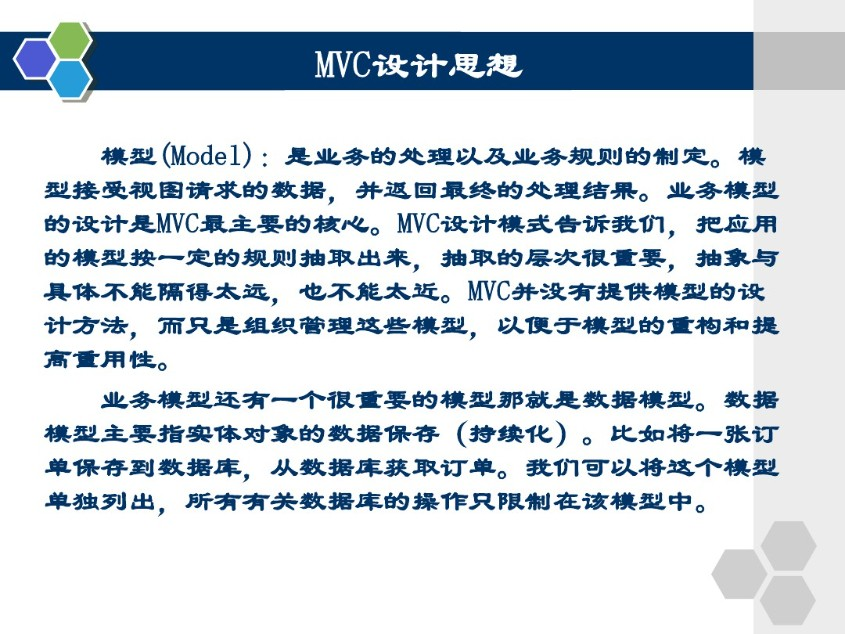 MVC设计思想
模型(Model)：是业务的处理以及业务规则的制定。模
型接受视图请求的数据，并返回最终的处理结果。业务模型
的设计是MVC最主要的核心。MVC设计模式告诉我们，把应用
的模型按一定的规则抽取出来，抽取的层次很重要，抽象与
具体不能隔得太远，也不能太近。MVC并没有提供模型的设
计方法，而只是组织管理这些模型，以便于模型的重构和提
高重用性。
业务模型还有一个很重要的模型那就是数据模型。数据
模型主要指实体对象的数据保存（持续化）。比如将一张订
单保存到数据库，从数据库获取订单。我们可以将这个模型
单独列出，所有有关数据库的操作只限制在该模型中。